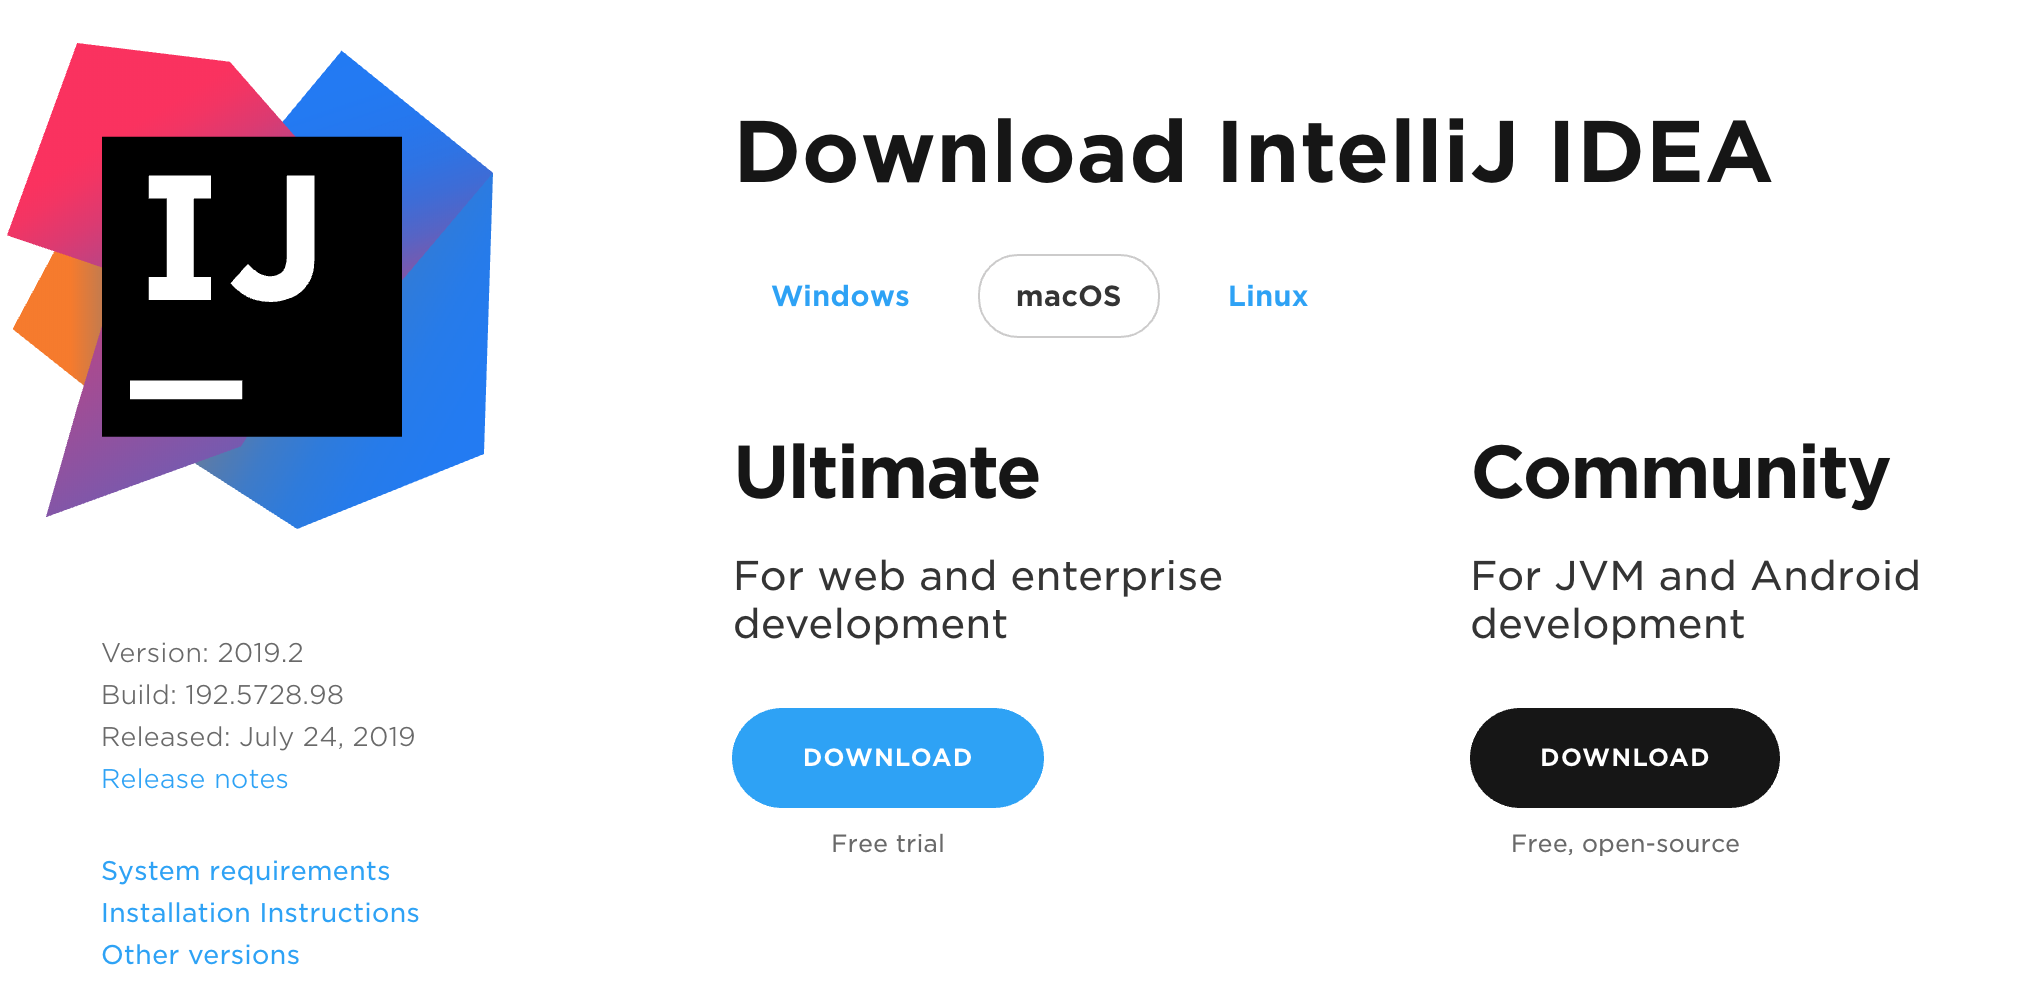 IJ
Download IntelliJ IDEA
Windows
macOS
Linux
Ultimate
For web and enterprise
development
DOWNLOAD
Free trial
Community
For JVM and Android
development
DOWNLOAD
Free, open-source
Version: 2019.2
Build: 192.5728.98
Released: July 24, 2019
Release notes
System requirements
Installation Instructions
Other versions